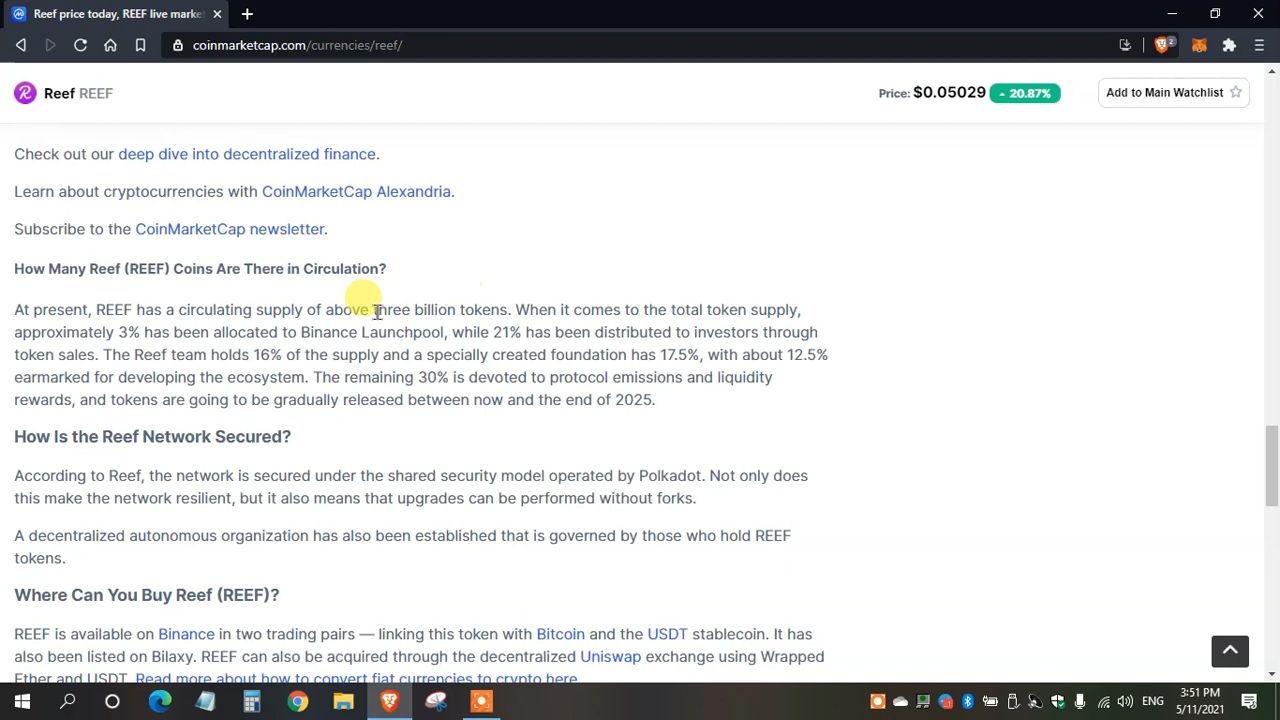 Reef price today, REEF live marke
coinmarketcap.com/currencies/reef/
2
Reef REEF
Price: $0.05029 20.87%
Add to Main Watchlist
Check out our deep dive into decentralized finance.
Learn about cryptocurrencies with CoinMarketCap Alexandria.
Subscribe to the CoinMarketCap newsletter.
How Many Reef (REEF) Coins Are There in Circulation?
At present, REEF has a circulating supply of above three billion tokens. When it comes to the total token supply,
approximately 3% has been allocated to Binance Launchpool, while 21% has been distributed to investors through
token sales. The Reef team holds 16% of the supply and a specially created foundation has 17.5%, with about 12.5%
earmarked for developing the ecosystem. The remaining 30% is devoted to protocol emissions and liquidity
rewards, and tokens are going to be gradually released between now and the end of 2025.
How Is the Reef Network Secured?
According to Reef, the network is secured under the shared security model operated by Polkadot. Not only does
this make the network resilient, but it also means that upgrades can be performed without forks.
A decentralized autonomous organization has also been established that is governed by those who hold REEF
tokens.
Where Can You Buy Reef (REEF)?
REEF is available on Binance in two trading pairs — linking this token with Bitcoin and the USDT stablecoin. It has
also been listed on Bilaxy. REEF can also be acquired through the decentralized Uniswap exchange using Wrapped
Ether and USDT. Read more about how to convert fiat currencies to crypto here.
ENG
3:51 PM
5/11/2021